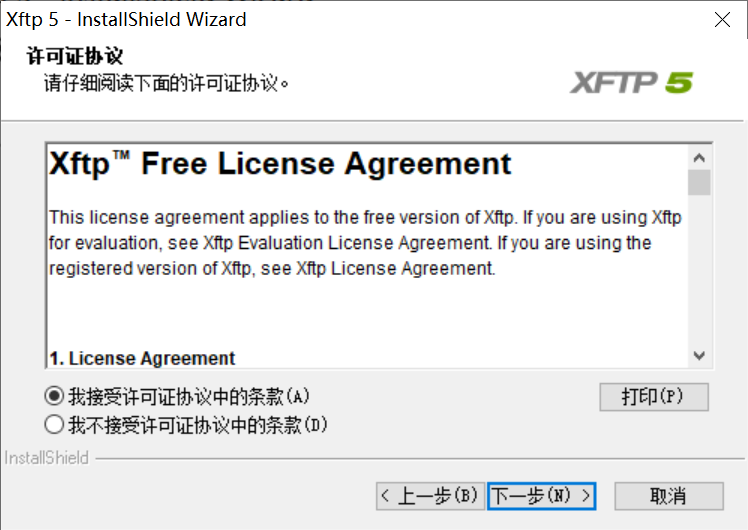 Xftp 5 - InstallShield Wizard
许可证协议
请仔细阅读下面的许可证协议。
XFTP 5
Xftp™ Free License Agreement
This license agreement applies to the free version of Xftp. If you are using Xftp
for evaluation, see Xftp Evaluation License Agreement. If you are using the
registered version of Xftp, see Xftp License Agreement.
1. License Agreement
我接受许可证协议中的条款(A)
打印(P)
我不接受许可证协议中的条款(D)
InstallShield
< 上一步(B)
下一步(N) >
取消